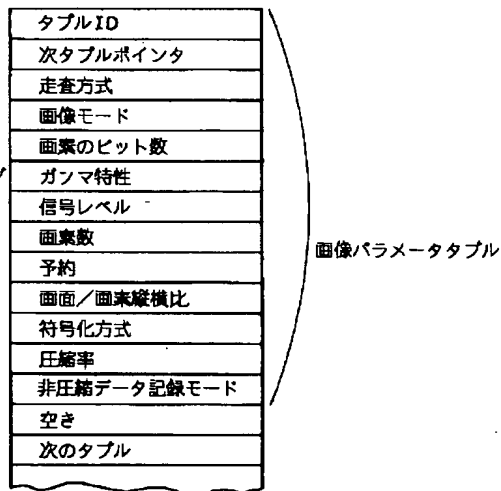 タブルID
次タブルポインタ
走査方式
画像モード
画素のビット数
ガンマ特性
信号レベル
画素数
予約
画面／画素縦横比
符号化方式
圧縮率
非圧縮データ記録モード
空き
次のタブル
画像パラメータタブル